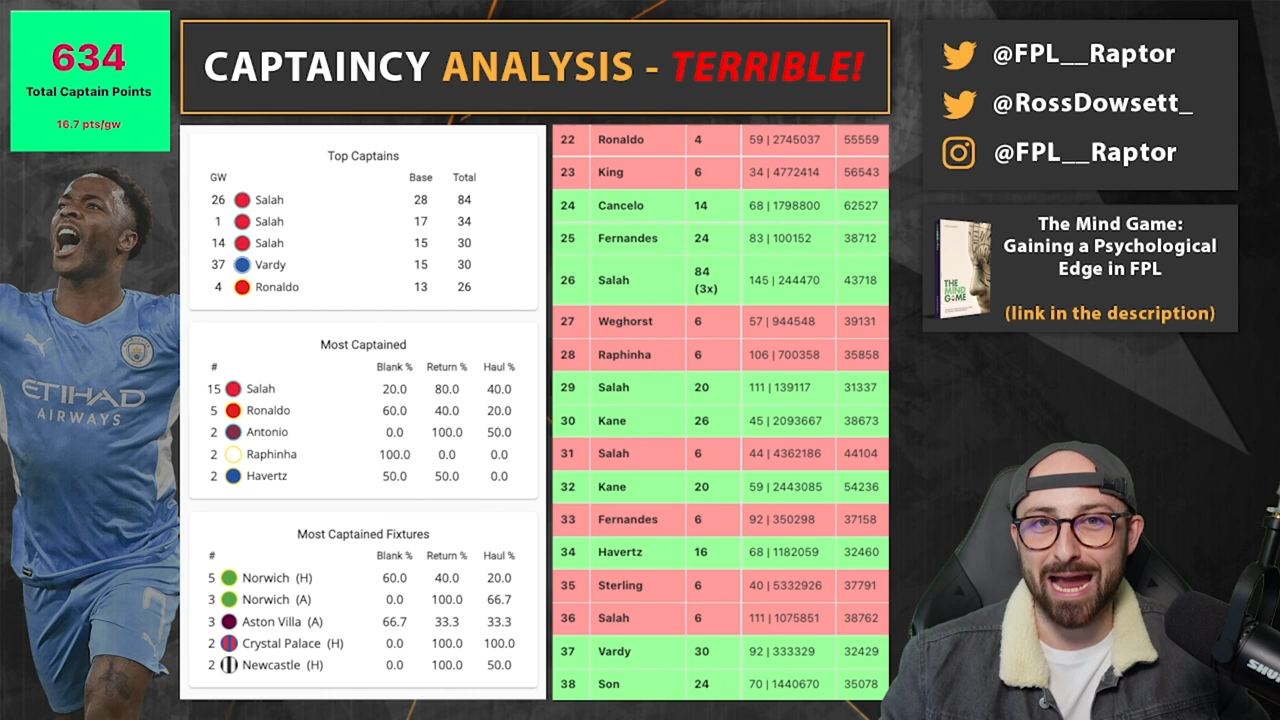 634
Total Captain Points
16.7 pts/gw
CAPTAINCY ANALYSIS - TERRIBLE!
@FPL__Raptor
@RossDowsett_
@FPL__Raptor
The Mind Game:
Gaining a Psychological
Edge in FPL
(link in the description)
THE
MIND
GAME
Top Captains
GW Base Total
26 Salah 28 84
1 Salah 17 34
14 Salah 15 30
37 Vardy 15 30
4 Ronaldo 13 26
Most Captained
# Blank % Return % Haul %
15 Salah 20.0 80.0 40.0
5 Ronaldo 60.0 40.0 20.0
2 Antonio 0.0 100.0 50.0
2 Raphinha 100.0 0.0 0.0
2 Havertz 50.0 50.0 0.0
Most Captained Fixtures
# Blank % Return % Haul %
5 Norwich (H) 60.0 40.0 20.0
3 Norwich (A) 0.0 100.0 66.7
3 Aston Villa (A) 66.7 33.3 33.3
2 Crystal Palace (H) 0.0 100.0 100.0
2 Newcastle (H) 0.0 100.0 50.0
22 Ronaldo 4 59 | 2745037 55559
23 King 6 34 | 4772414 56543
24 Cancelo 14 68 | 1798800 62527
25 Fernandes 24 83 | 100152 38712
26 Salah 84 (3x) 145 | 244470 43718
27 Weghorst 6 57 | 944548 39131
28 Raphinha 6 106 | 700358 35858
29 Salah 20 111 | 139117 31337
30 Kane 26 45 | 2093667 38673
31 Salah 6 44 | 4362186 44104
32 Kane 20 59 | 2443085 54236
33 Fernandes 6 92 | 350298 37158
34 Havertz 16 68 | 1182059 32460
35 Sterling 6 40 | 5332926 37791
36 Salah 6 111 | 1075851 38762
37 Vardy 30 92 | 333329 32429
38 Son 24 70 | 1440670 35078
ETIHAD
AIRWAYS
7
SHU